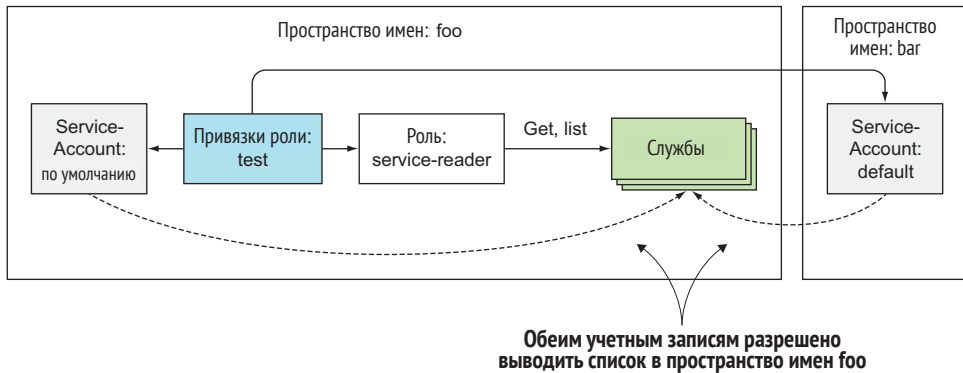 Пространство имен: foo
Пространство
имен: bar
Service-
Account:
по умолчанию
Привязки роли:
test
Роль:
service-reader
Get, list
Службы
Service-
Account:
default
Обеим учетным записям разрешено
выводить список в пространство имен foo